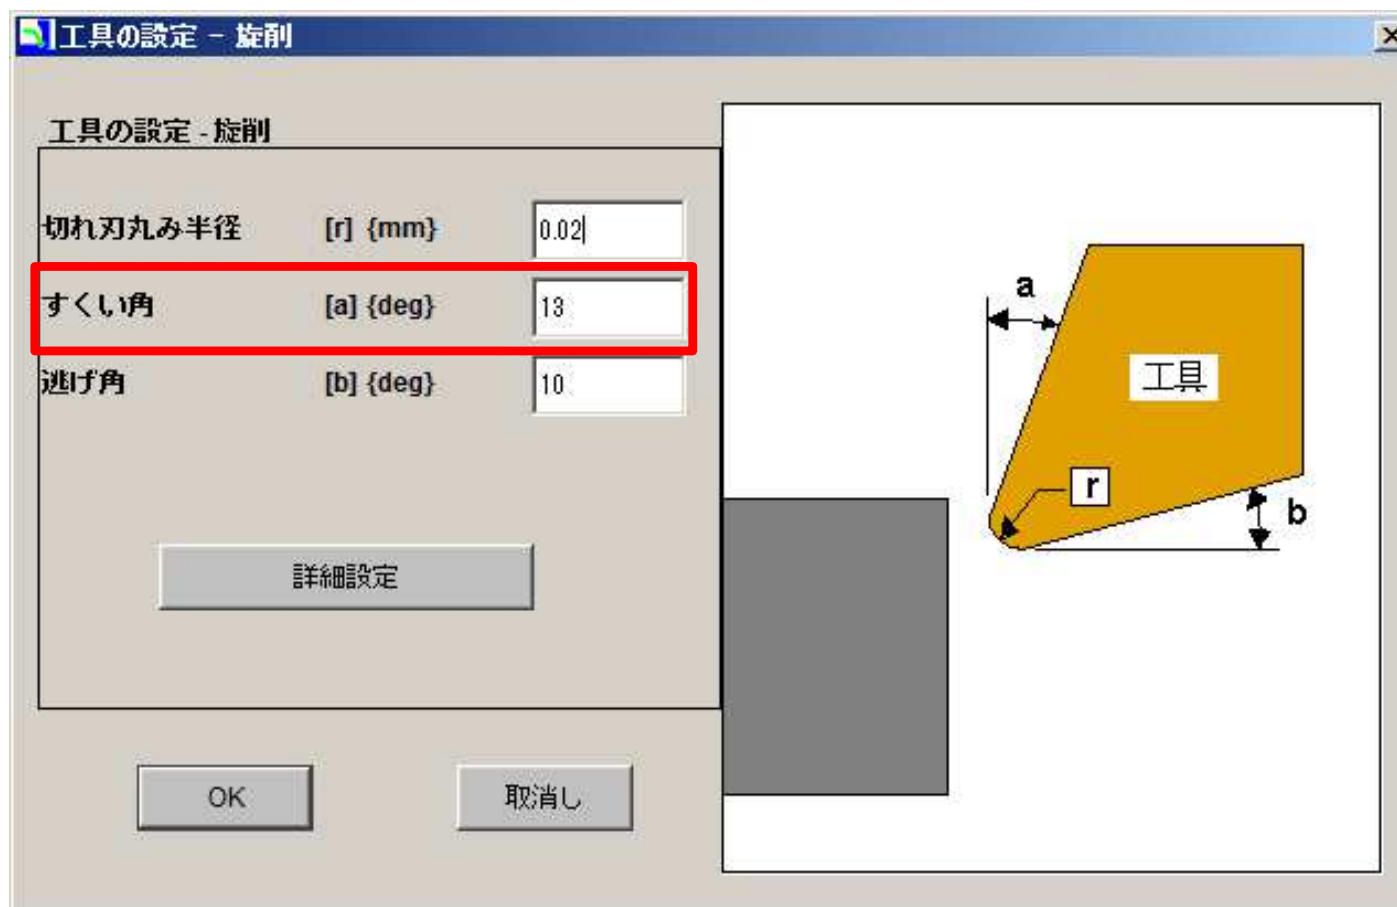 工具の設定 - 旋削
工具の設定 - 旋削
切れ刃丸み半径 [r] {mm} 0.02
すくい角 [a] {deg} 13
逃げ角 [b] {deg} 10
詳細設定
OK 取消し
a
工具
r
b